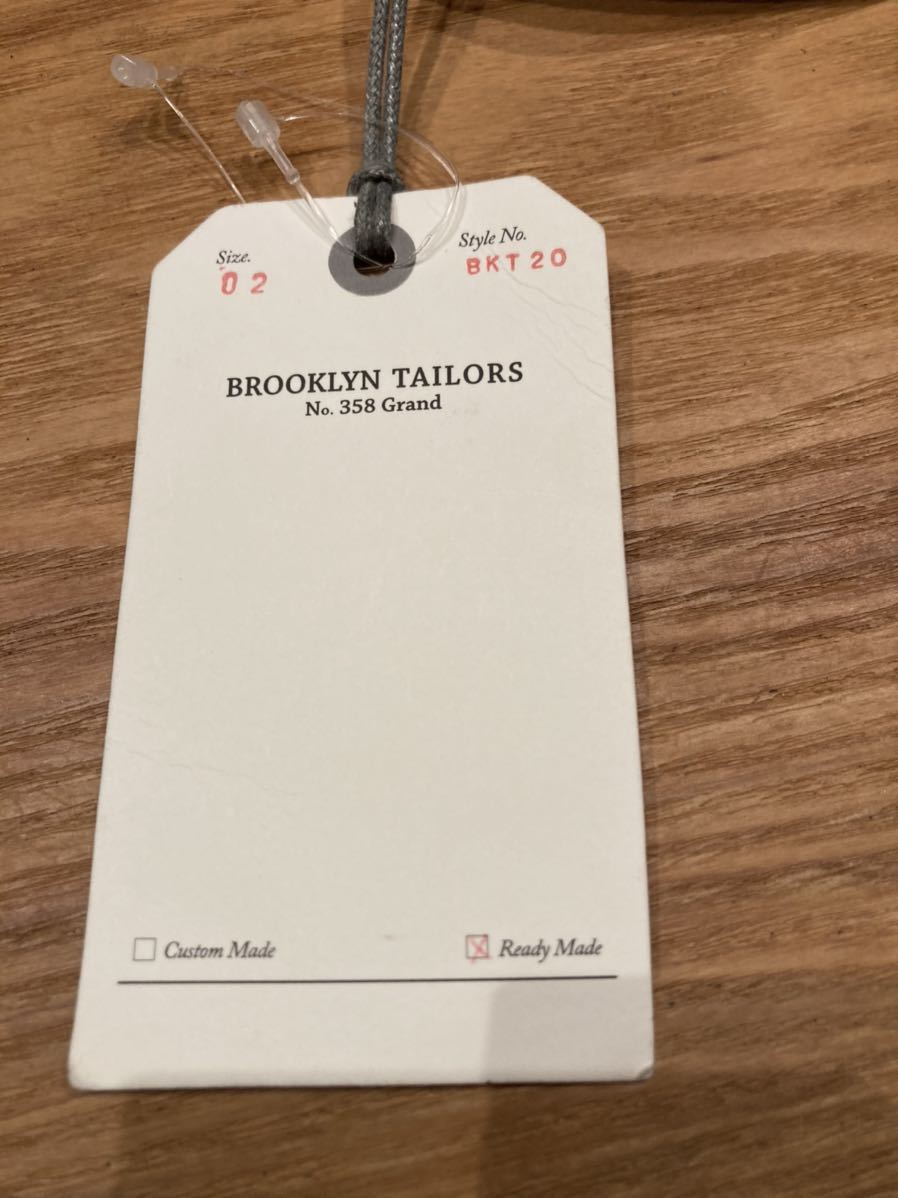 Size.
02
Style No.
BKT20
BROOKLYN TAILORS
No. 358 Grand
Custom Made
Ready Made